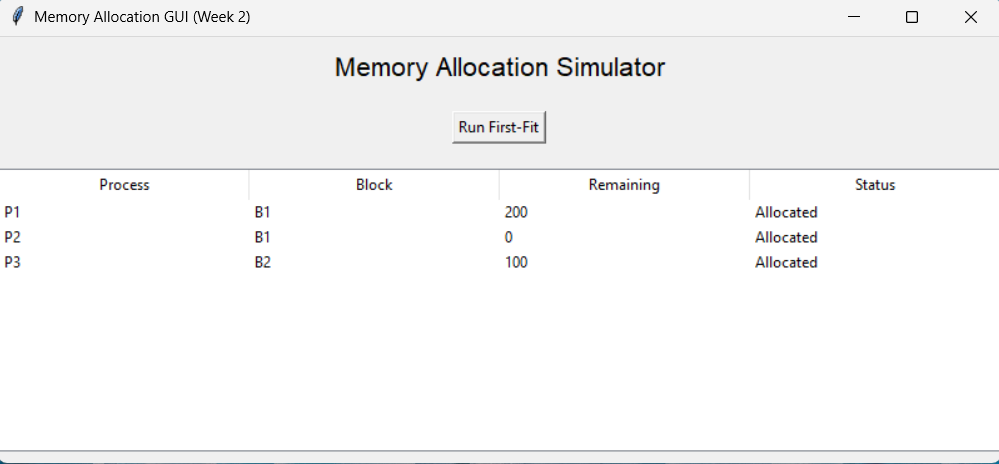 Memory Allocation GUI (Week 2)
Memory Allocation Simulator
Run First-Fit
Process Block Remaining Status
P1 B1 200 Allocated
P2 B1 0 Allocated
P3 B2 100 Allocated